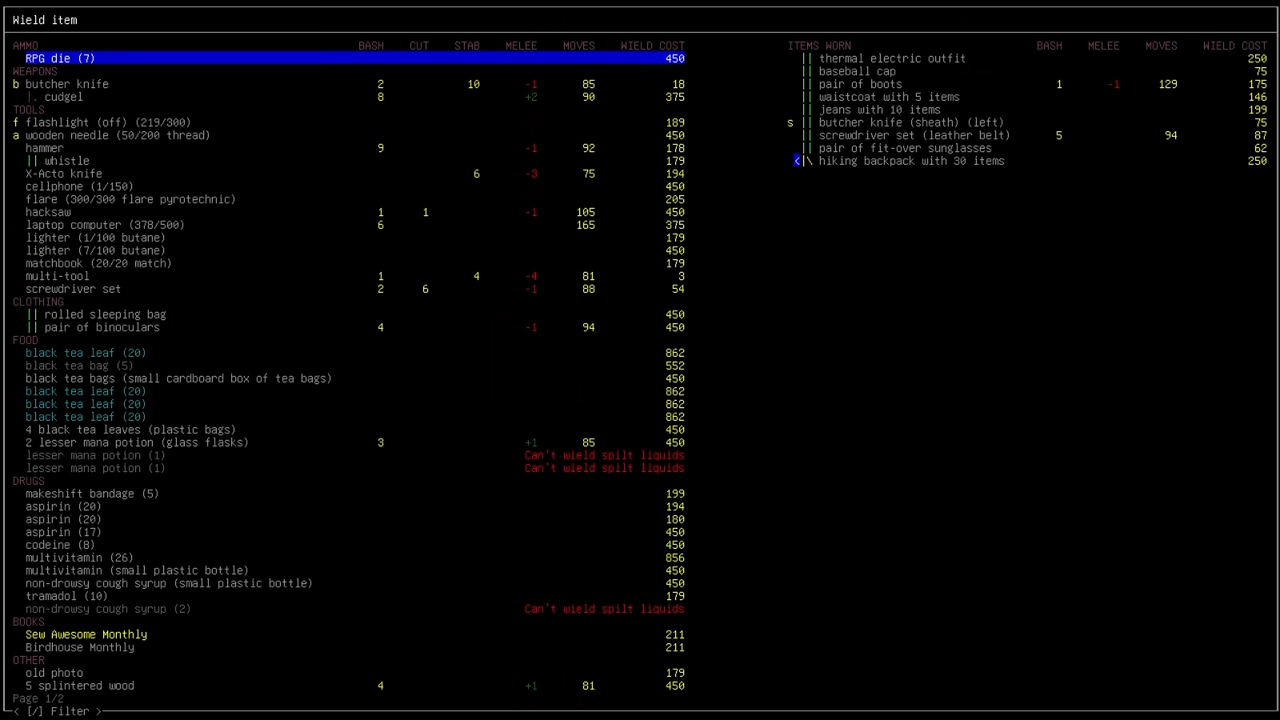 Wield item
AMMO BASH CUT STAB MELEE MOVES WIELD COST
RPG die (7) 450
WEAPONS
b butcher knife 2 10 -1 85 18
|. cudgel 8 +2 90 375
TOOLS
f flashlight (off) (219/300) 189
a wooden needle (50/200 thread) 450
hammer 9 -1 92 178
|| whistle 179
X-Acto knife 6 -3 75 194
cellphone (1/150) 450
flare (300/300 flare pyrotechnic) 205
hacksaw 1 1 -1 105 450
laptop computer (378/500) 6 165 375
lighter (1/100 butane) 179
lighter (7/100 butane) 450
matchbook (20/20 match) 179
multi-tool 1 4 -4 81 3
screwdriver set 2 6 -1 88 54
CLOTHING
|| rolled sleeping bag 450
|| pair of binoculars 4 -1 94 450
FOOD
black tea leaf (20) 862
black tea bag (5) 552
black tea bags (small cardboard box of tea bags) 450
black tea leaf (20) 862
black tea leaf (20) 862
black tea leaf (20) 862
4 black tea leaves (plastic bags) 450
2 lesser mana potion (glass flasks) 3 +1 85 450
lesser mana potion (1) Can't wield spilt liquids
lesser mana potion (1) Can't wield spilt liquids
DRUGS
makeshift bandage (5) 199
aspirin (20) 194
aspirin (20) 180
aspirin (17) 450
codeine (8) 450
multivitamin (26) 856
multivitamin (small plastic bottle) 450
non-drowsy cough syrup (small plastic bottle) 450
tramadol (10) 179
non-drowsy cough syrup (2) Can't wield spilt liquids
BOOKS
Sew Awesome Monthly 211
Birdhouse Monthly 211
OTHER
old photo 179
5 splintered wood 4 +1 81 450
Page 1/2
< [/] Filter >
ITEMS WORN BASH MELEE MOVES WIELD COST
|| thermal electric outfit 250
|| baseball cap 75
|| pair of boots 1 -1 129 175
|| waistcoat with 5 items 146
|| jeans with 10 items 199
s || butcher knife (sheath) (left) 75
|| screwdriver set (leather belt) 5 94 87
|| pair of fit-over sunglasses 62
<|\ hiking backpack with 30 items 250